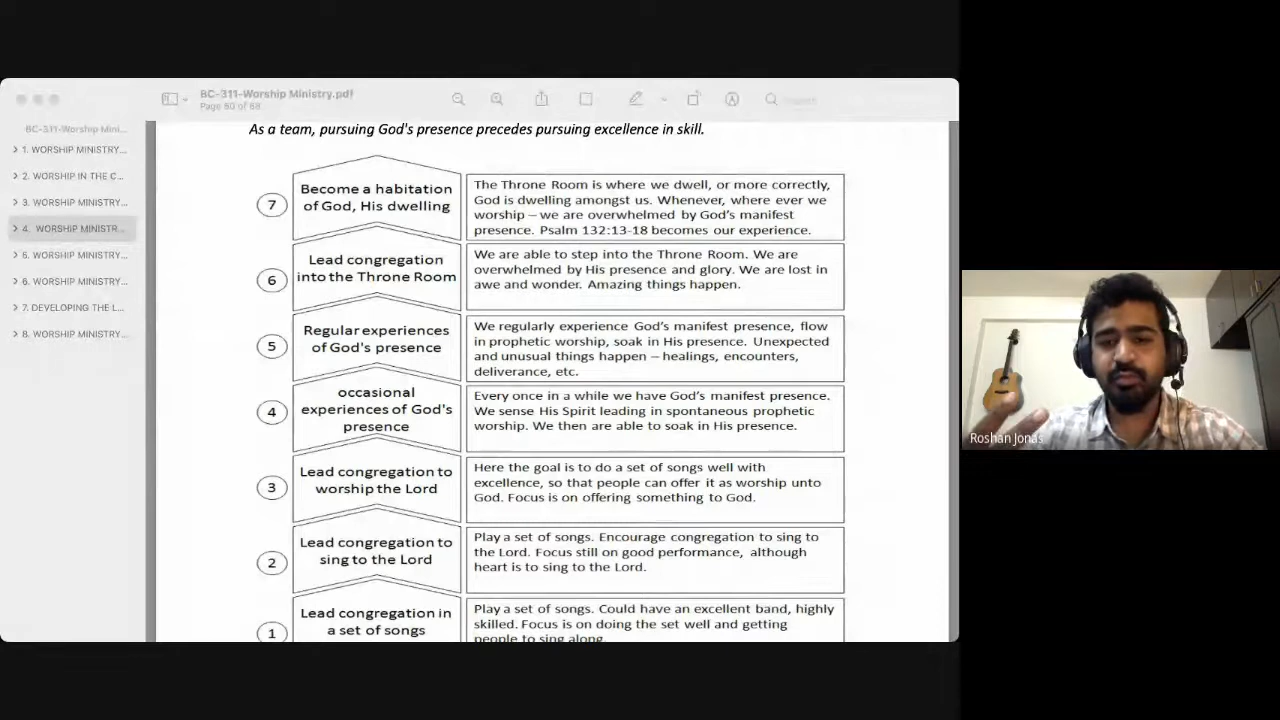 BC-311-Worship Ministry.pdf
Page 60 of 68
BC-311-Worship Mini...
1. WORSHIP MINISTRY...
2. WORSHIP IN THE C...
3. WORSHIP MINISTRY...
4. WORSHIP MINISTR...
5. WORSHIP MINISTRY...
6. WORSHIP MINISTRY...
7. DEVELOPING THE L...
8. WORSHIP MINISTRY...
As a team, pursuing God's presence precedes pursuing excellence in skill.
7
Become a habitation
of God, His dwelling
The Throne Room is where we dwell, or more correctly,
God is dwelling amongst us. Whenever, where ever we
worship – we are overwhelmed by God's manifest
presence. Psalm 132:13-18 becomes our experience.
6
Lead congregation
into the Throne Room
We are able to step into the Throne Room. We are
overwhelmed by His presence and glory. We are lost in
awe and wonder. Amazing things happen.
5
Regular experiences
of God's presence
We regularly experience God's manifest presence, flow
in prophetic worship, soak in His presence. Unexpected
and unusual things happen – healings, encounters,
deliverance, etc.
4
occasional
experiences of God's
presence
Every once in a while we have God's manifest presence.
We sense His Spirit leading in spontaneous prophetic
worship. We then are able to soak in His presence.
3
Lead congregation to
worship the Lord
Here the goal is to do a set of songs well with
excellence, so that people can offer it as worship unto
God. Focus is on offering something to God.
2
Lead congregation to
sing to the Lord
Play a set of songs. Encourage congregation to sing to
the Lord. Focus still on good performance, although
heart is to sing to the Lord.
1
Lead congregation in
a set of songs
Play a set of songs. Could have an excellent band, highly
skilled. Focus is on doing the set well and getting
people to sing along.
Roshan Jonas